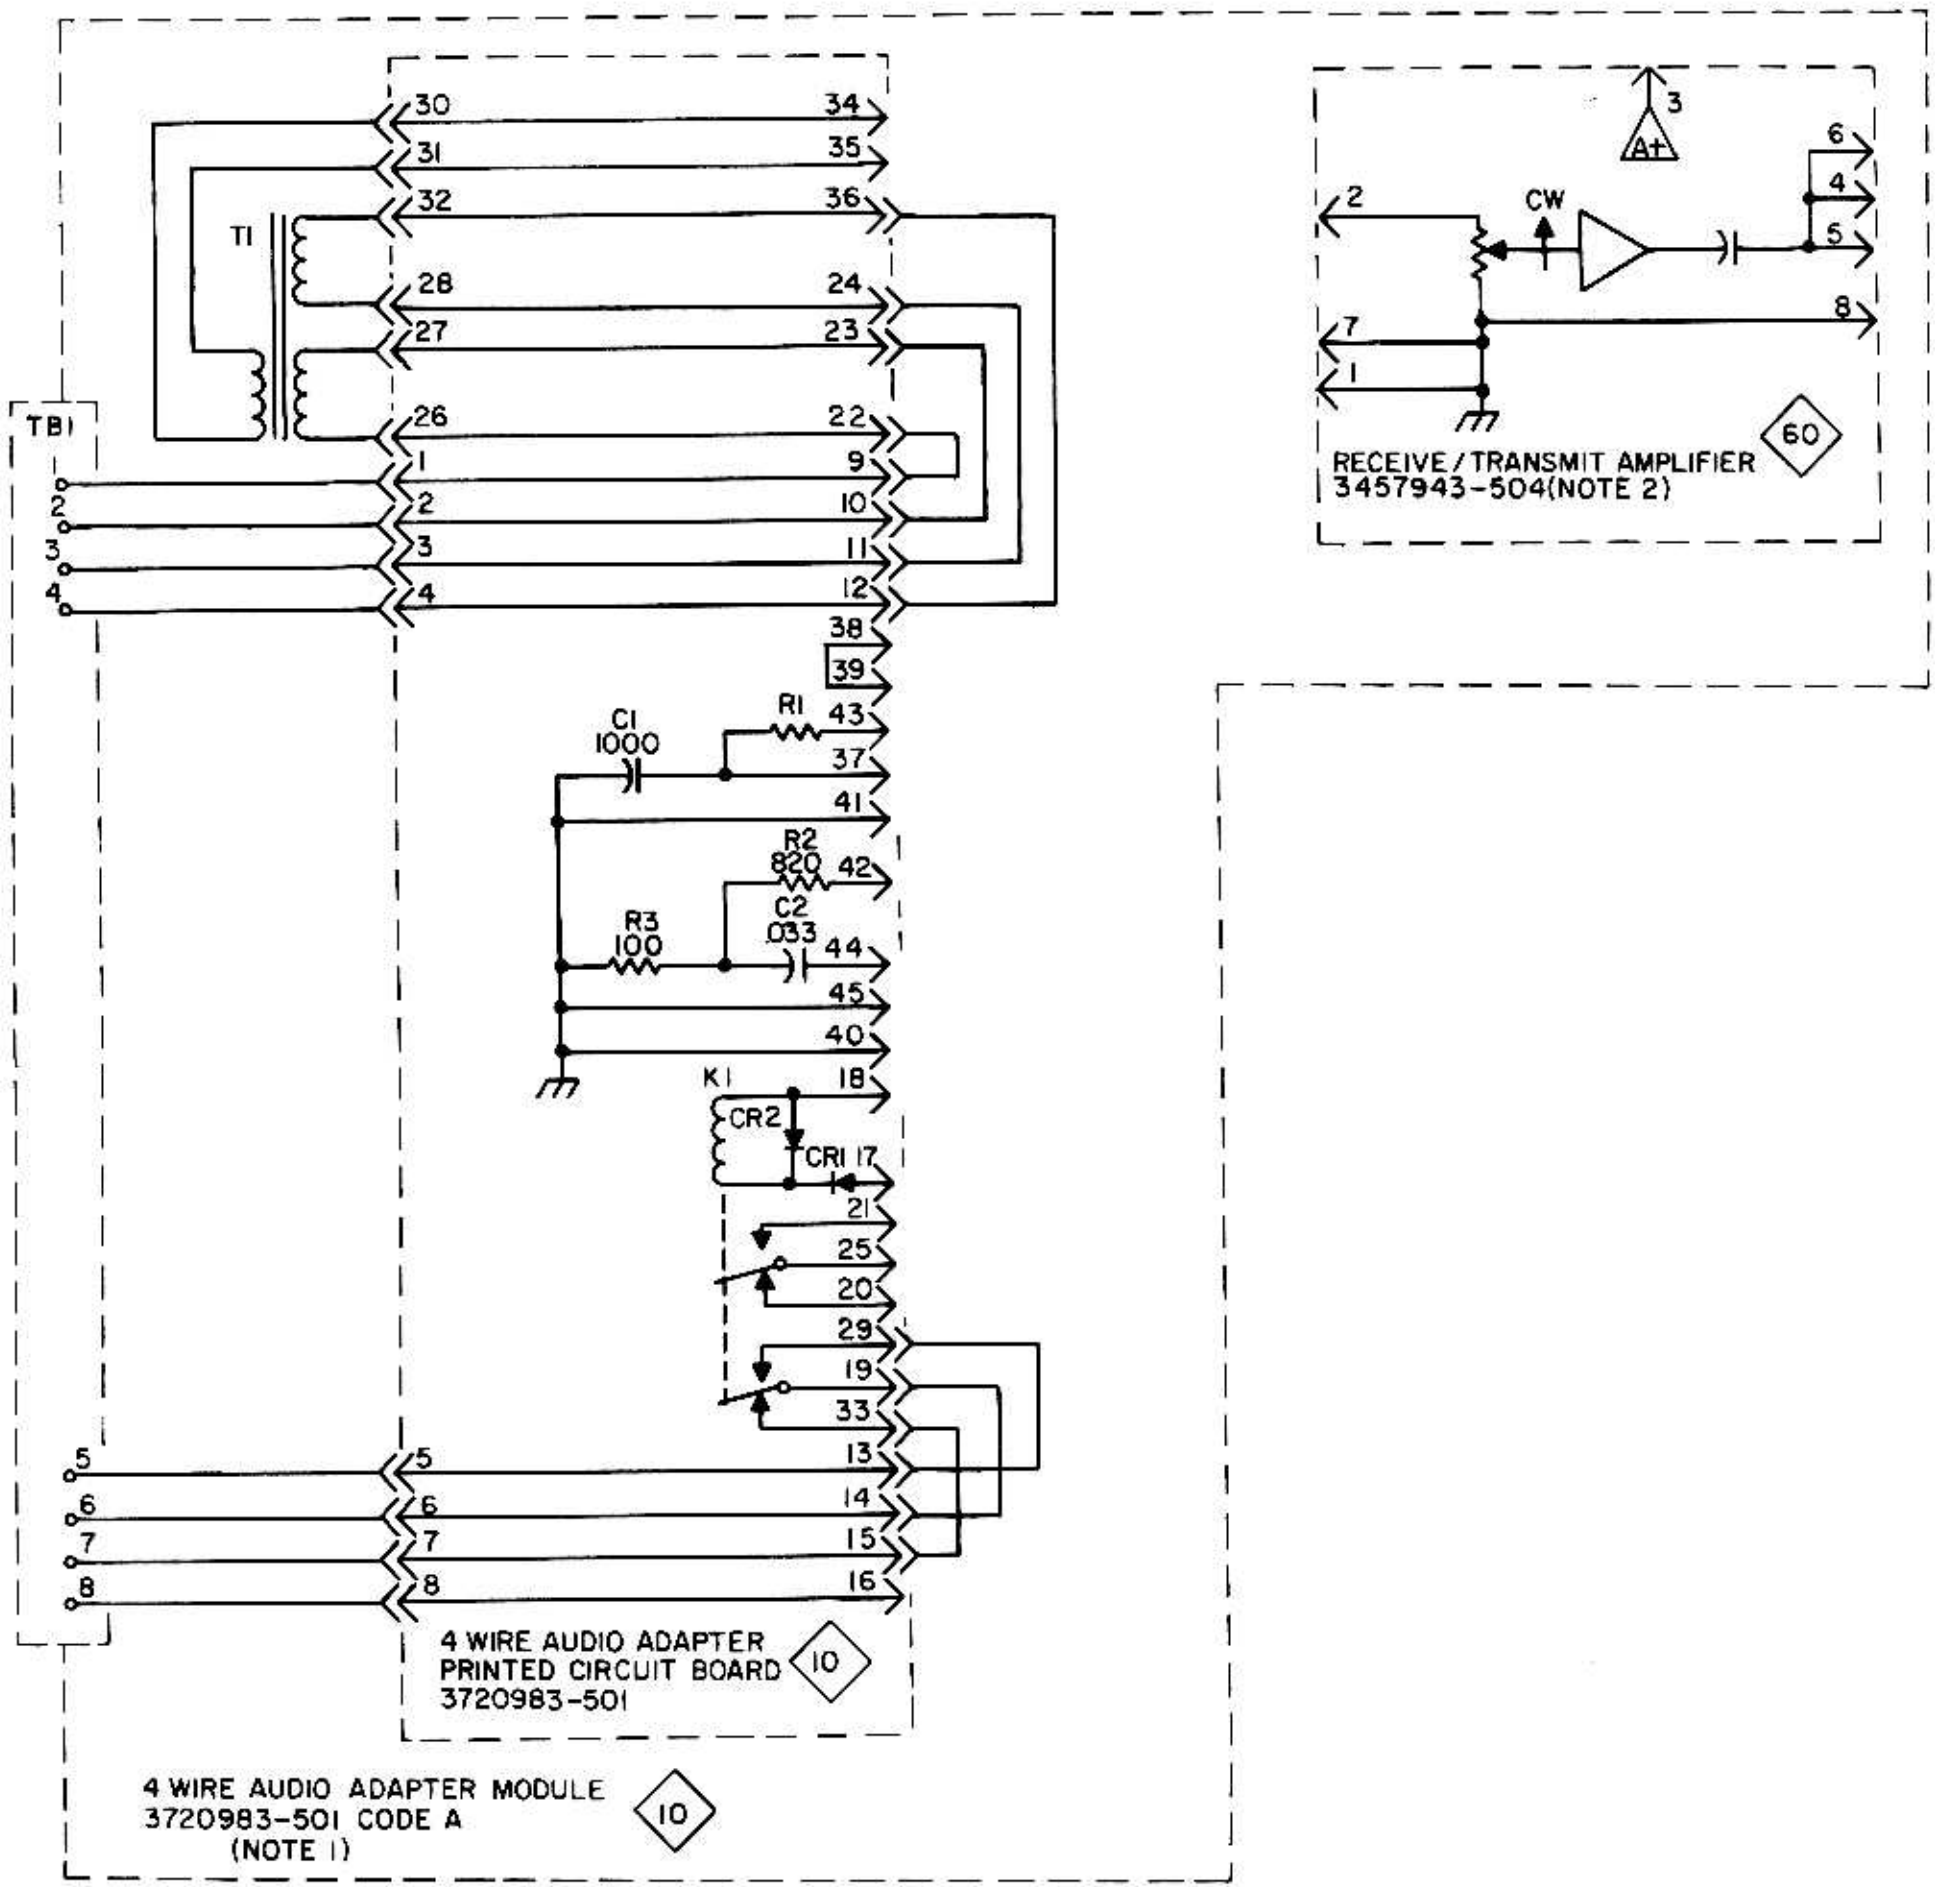 30 34
31 35
32 36
T1
28 24
27 23
26 22
TB1
1 1 9
2 2 10
3 3 11
4 4 12
38
39
R1 43
C1
1000
37
41
R2
820 42
C2
.033 44
R3
100
45
40
K1 18
CR2
CR1 17
21
25
20
29
19
33
5 5 13
6 6 14
7 7 15
8 8 16
4 WIRE AUDIO ADAPTER
PRINTED CIRCUIT BOARD
3720983-501
10
4 WIRE AUDIO ADAPTER MODULE
3720983-501 CODE A
(NOTE 1)
10
3
A+
6
2 CW 4
5
8
7
1
60
RECEIVE/TRANSMIT AMPLIFIER
3457943-504(NOTE 2)